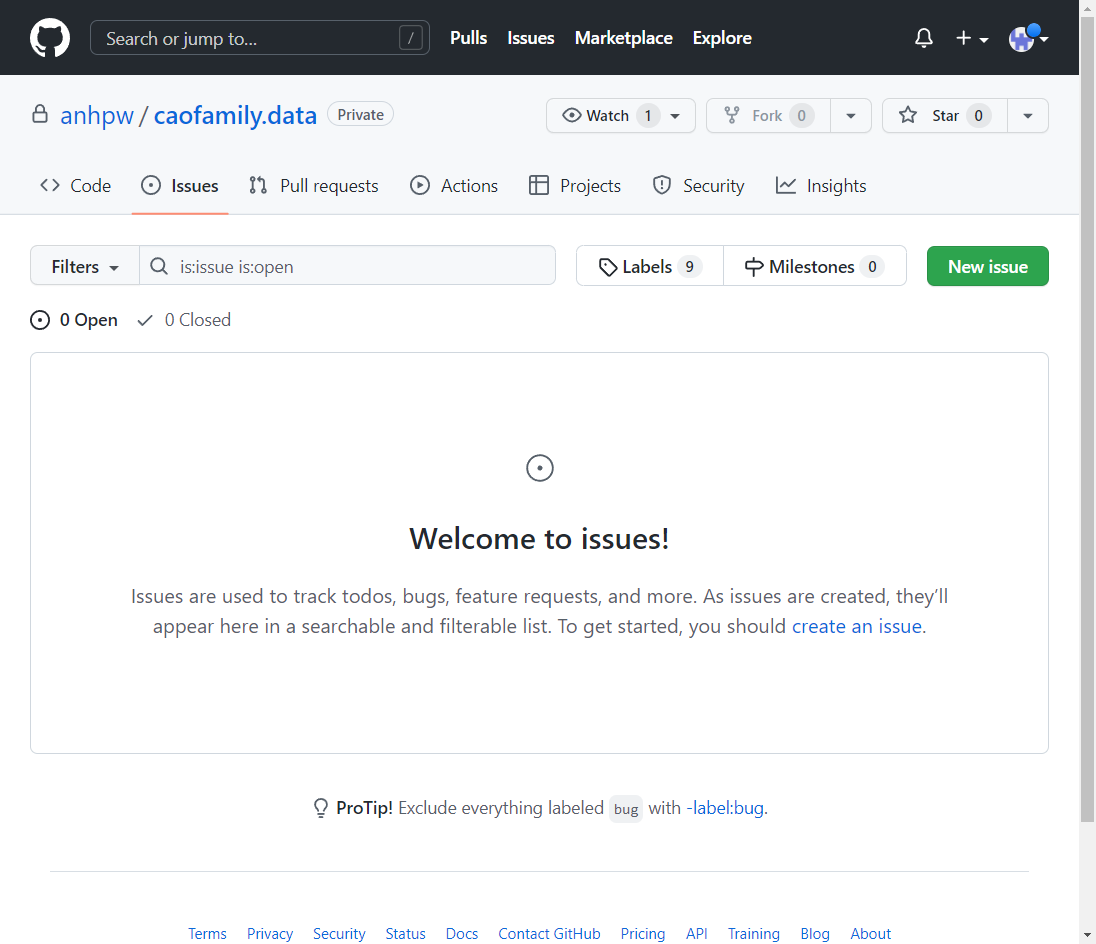 Search or jump to... / Pulls Issues Marketplace Explore
anhpw / caofamily.data Private Watch 1 Fork 0 Star 0
Code Issues Pull requests Actions Projects Security Insights
Filters is:issue is:open Labels 9 Milestones 0 New issue
0 Open 0 Closed
Welcome to issues!
Issues are used to track todos, bugs, feature requests, and more. As issues are created, they’ll
appear here in a searchable and filterable list. To get started, you should create an issue.
ProTip! Exclude everything labeled bug with -label:bug.
Terms Privacy Security Status Docs Contact GitHub Pricing API Training Blog About